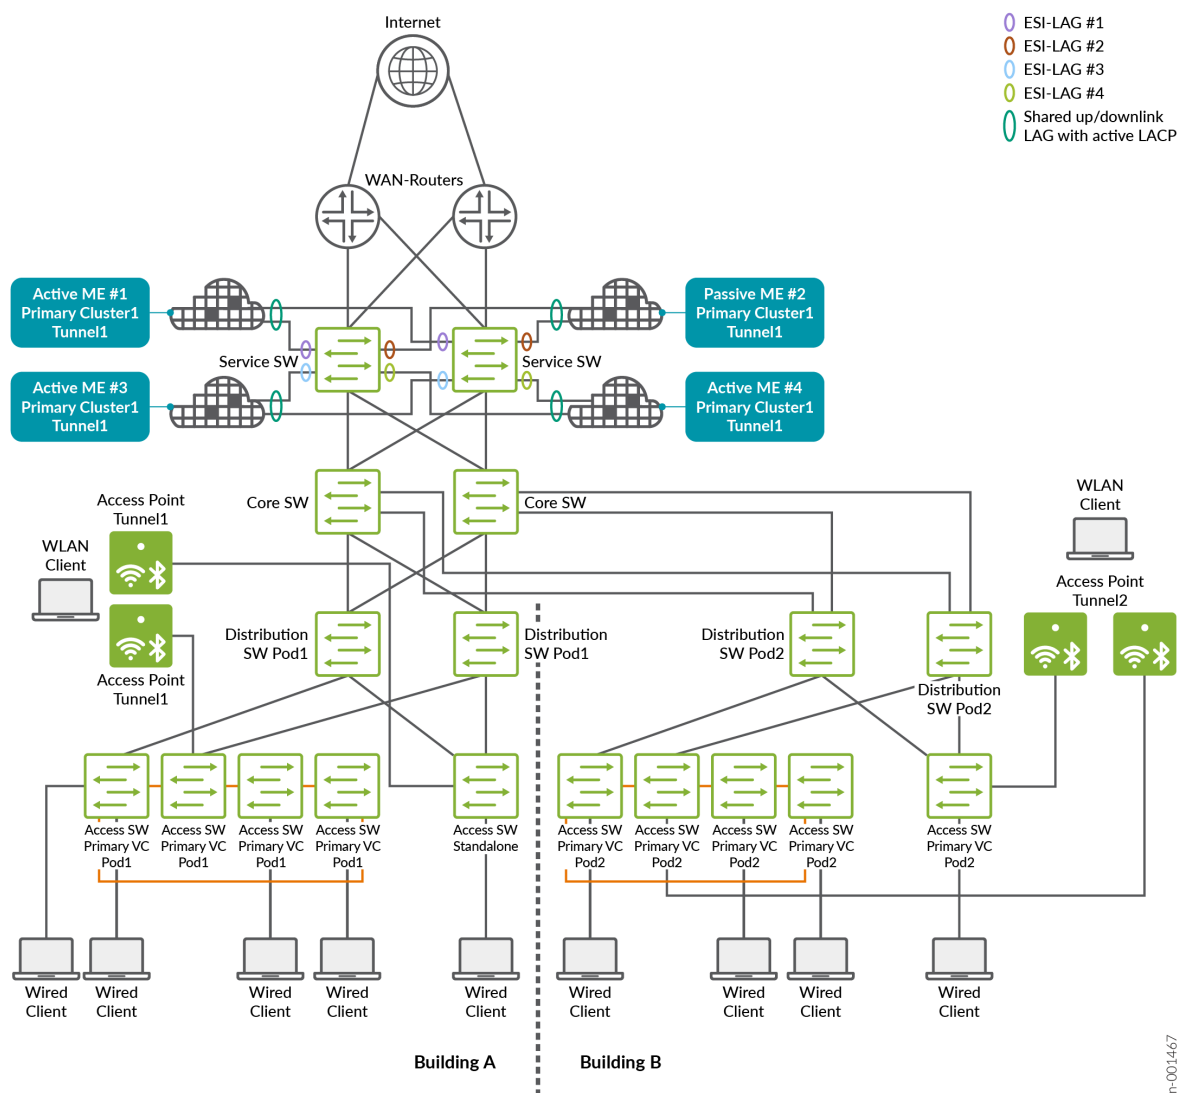 Internet
ESI-LAG #1
ESI-LAG #2
ESI-LAG #3
ESI-LAG #4
Shared up/downlink
LAG with active LACP
WAN-Routers
Active ME #1
Primary Cluster1
Tunnel1
Passive ME #2
Primary Cluster1
Tunnel1
Service SW
Service SW
Active ME #3
Primary Cluster1
Tunnel1
Active ME #4
Primary Cluster1
Tunnel1
Core SW
Core SW
Access Point
Tunnel1
WLAN
Client
Access Point
Tunnel1
WLAN
Client
Access Point
Tunnel2
Distribution
SW Pod1
Distribution
SW Pod1
Distribution
SW Pod2
Distribution
SW Pod2
Access SW
Primary VC
Pod1
Access SW
Primary VC
Pod1
Access SW
Primary VC
Pod1
Access SW
Primary VC
Pod1
Access SW
Standalone
Access SW
Primary VC
Pod2
Access SW
Primary VC
Pod2
Access SW
Primary VC
Pod2
Access SW
Primary VC
Pod2
Access SW
Primary VC
Pod2
Wired
Client
Wired
Client
Wired
Client
Wired
Client
Wired
Client
Wired
Client
Wired
Client
Wired
Client
Wired
Client
Building A
Building B
n-001467